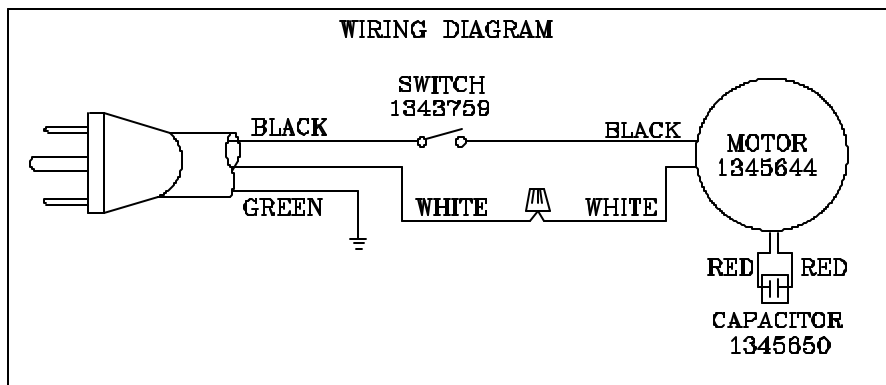 WIRING DIAGRAM
SWITCH
1343759
BLACK
BLACK
MOTOR
1345644
GREEN
WHITE
WHITE
RED
RED
CAPACITOR
1345650